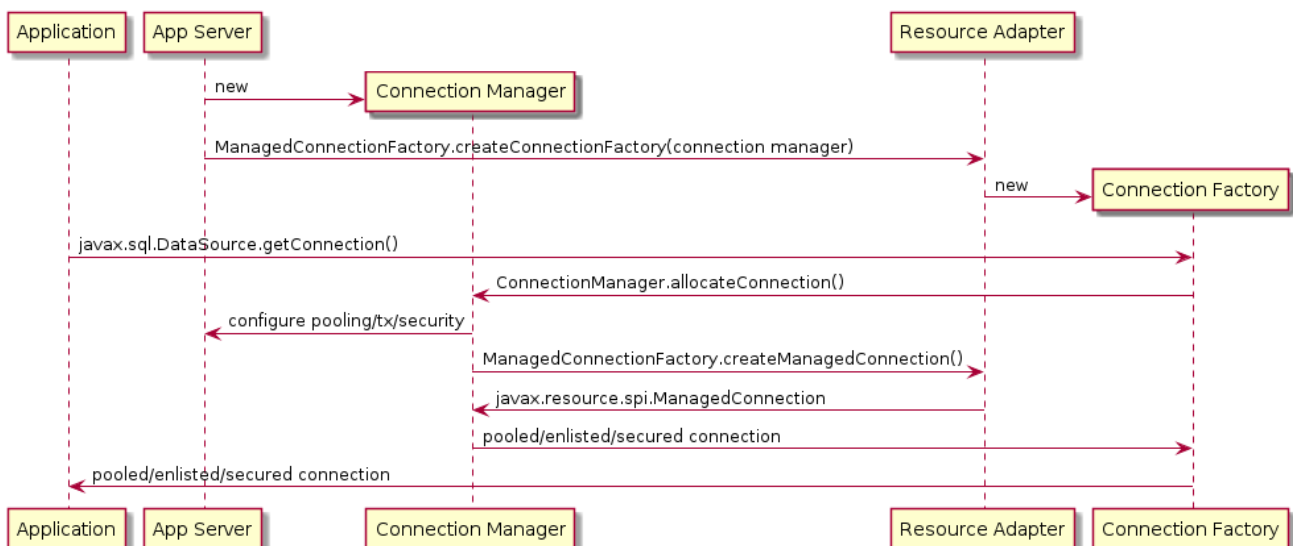 Application
App Server
Resource Adapter
new
Connection Manager
ManagedConnectionFactory.createConnectionFactory(connection manager)
new
Connection Factory
javax.sql.DataSource.getConnection()
ConnectionManager.allocateConnection()
configure pooling/tx/security
ManagedConnectionFactory.createManagedConnection()
javax.resource.spi.ManagedConnection
pooled/enlisted/secured connection
pooled/enlisted/secured connection
Application
App Server
Connection Manager
Resource Adapter
Connection Factory